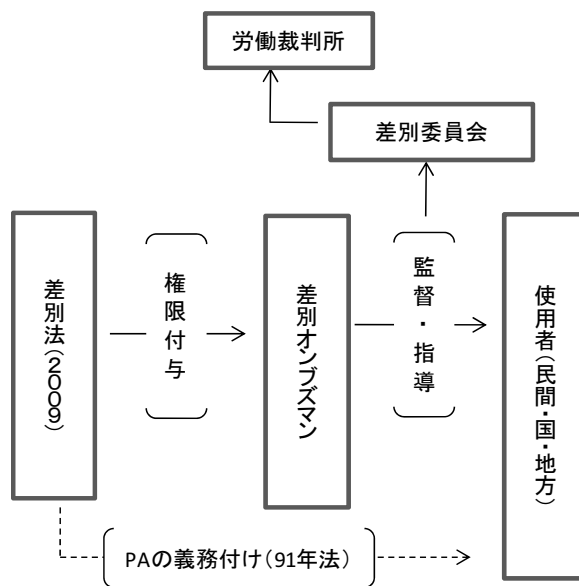 労働裁判所
差別委員会
差別法（2009）
権限付与
差別オンブズマン
監督・指導
使用者（民間・国・地方）
PAの義務付け（91年法）